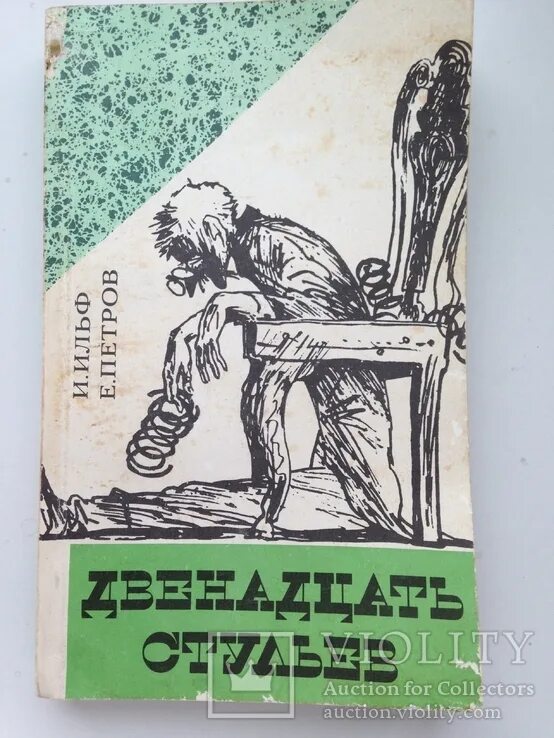 И. ИЛЬФ
Е. ПЕТРОВ
ДВЕНАДЦАТЬ
СТУЛЬЕВ
VIOLITY
Auction for Collectors
auction.violity.com